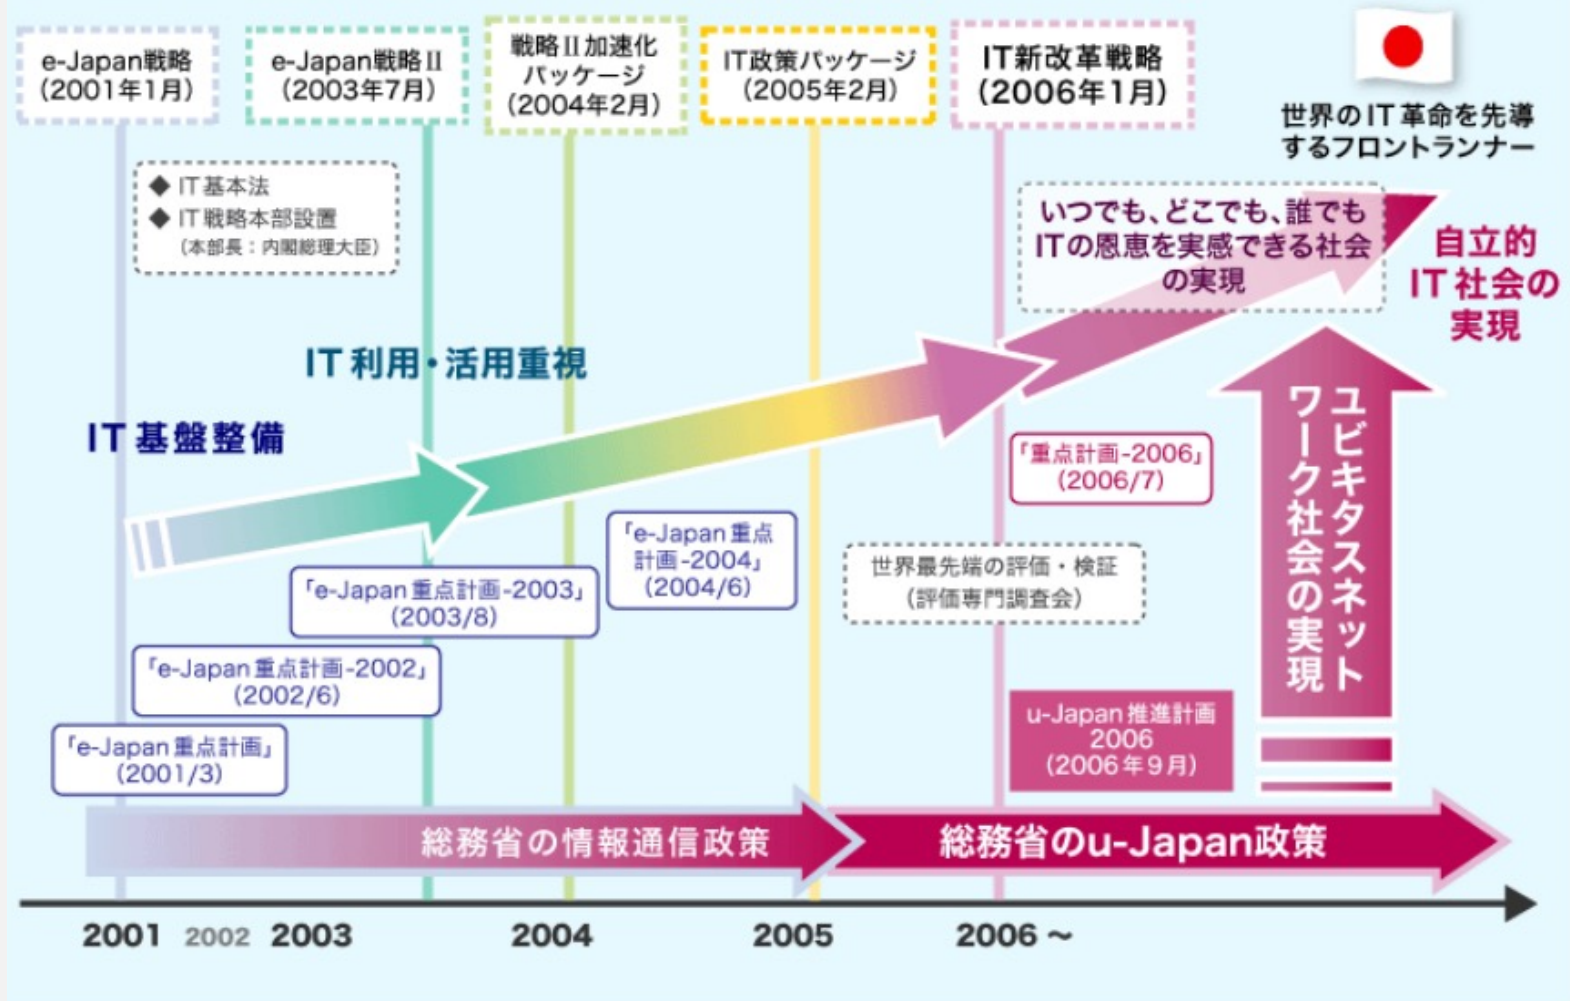 e-Japan戦略
（2001年1月）
e-Japan戦略Ⅱ
（2003年7月）
戦略Ⅱ加速化
パッケージ
（2004年2月）
IT政策パッケージ
（2005年2月）
IT新改革戦略
（2006年1月）
世界のIT革命を先導
するフロントランナー
◆ IT基本法
◆ IT戦略本部設置
（本部長：内閣総理大臣）
いつでも、どこでも、誰でも
ITの恩恵を実感できる社会
の実現
自立的
IT社会の
実現
IT利用・活用重視
IT基盤整備
ユビキタスネット
ワーク社会の実現
「重点計画-2006」
（2006/7）
「e-Japan重点
計画-2004」
（2004/6）
世界最先端の評価・検証
（評価専門調査会）
「e-Japan重点計画-2003」
（2003/8）
「e-Japan重点計画-2002」
（2002/6）
「e-Japan重点計画」
（2001/3）
u-Japan推進計画
2006
（2006年9月）
総務省の情報通信政策
総務省のu-Japan政策
2001 2002 2003 2004 2005 2006～